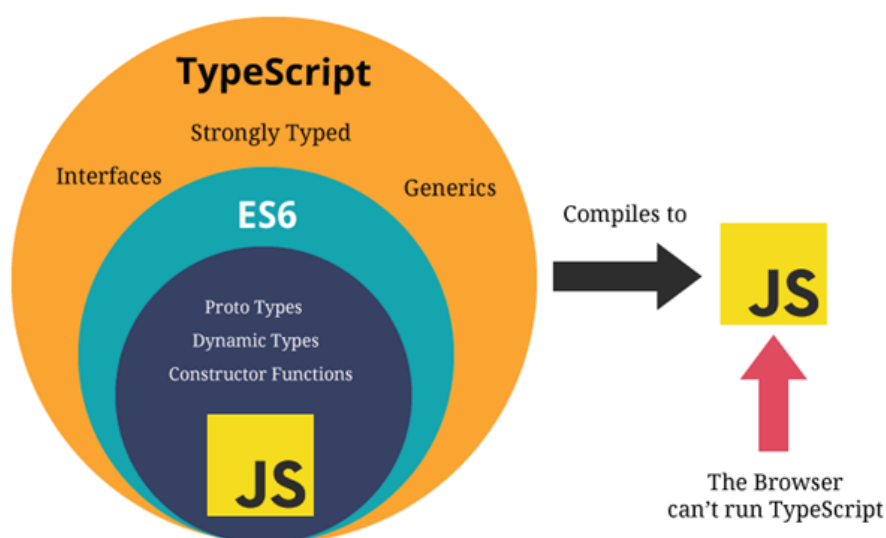 TypeScript
Strongly Typed
Interfaces
Generics
ES6
Proto Types
Dynamic Types
Constructor Functions
JS
Compiles to
JS
The Browser
can't run TypeScript